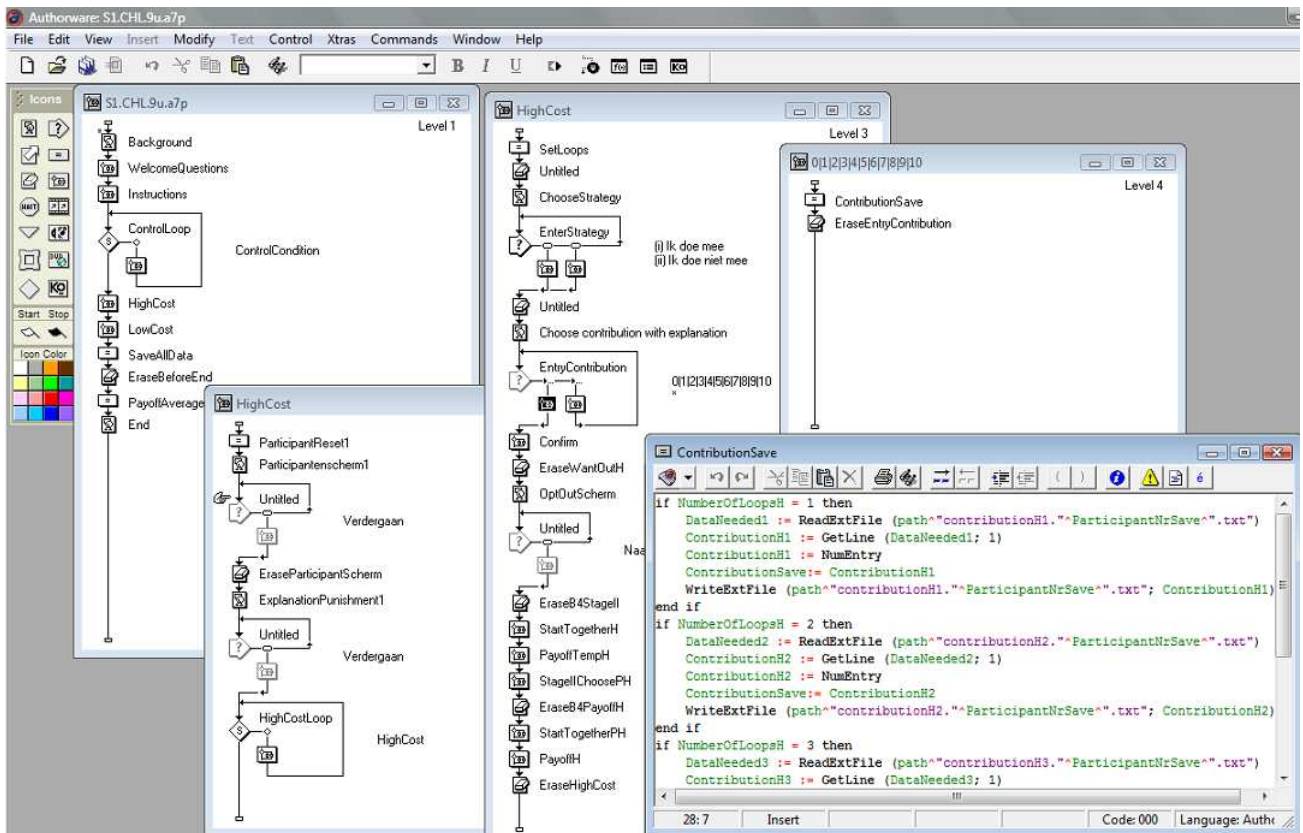 Authorware: S1.CHL.9u.a7p
File Edit View Insert Modify Text Control Xtras Commands Window Help
B I U
Icons
WAIT
KO
Start Stop
Icon Color
S1.CHL.9u.a7p
Level 1
Background
WelcomeQuestions
Instructions
ControlLoop
S
ControlCondition
HighCost
LowCost
SaveAllData
EraseBeforeEnd
PayoffAverage
End
HighCost
ParticipantReset1
Participantenscherm1
Untitled
Verdergaan
EraseParticipantScherm
ExplanationPunishment1
Untitled
Verdergaan
HighCostLoop
S
HighCost
HighCost
Level 3
SetLoops
Untitled
ChooseStrategy
EnterStrategy
(i) Ik doe mee
(ii) Ik doe niet mee
Untitled
Choose contribution with explanation
EntyContribution
0|1|2|3|4|5|6|7|8|9|10
*
Confirm
EraseWantOutH
OptOutScherm
Untitled
Naa
EraseB4StageII
StartTogetherH
PayoffTempH
StageIIChoosePH
EraseB4PayoffH
StartTogetherPH
PayoffH
EraseHighCost
0|1|2|3|4|5|6|7|8|9|10
Level 4
ContributionSave
EraseEntyContribution
ContributionSave
if NumberOfLoopsH = 1 then
DataNeeded1 := ReadExtFile (path^"contributionH1."^ParticipantNrSave^".txt")
ContributionH1 := GetLine (DataNeeded1; 1)
ContributionH1 := NumEntry
ContributionSave:= ContributionH1
WriteExtFile (path^"contributionH1."^ParticipantNrSave^".txt"; ContributionH1)
end if
if NumberOfLoopsH = 2 then
DataNeeded2 := ReadExtFile (path^"contributionH2."^ParticipantNrSave^".txt")
ContributionH2 := GetLine (DataNeeded2; 1)
ContributionH2 := NumEntry
ContributionSave:= ContributionH2
WriteExtFile (path^"contributionH2."^ParticipantNrSave^".txt"; ContributionH2)
end if
if NumberOfLoopsH = 3 then
DataNeeded3 := ReadExtFile (path^"contributionH3."^ParticipantNrSave^".txt")
ContributionH3 := GetLine (DataNeeded3; 1)
28: 7 Insert Code: 000 Language: Autho